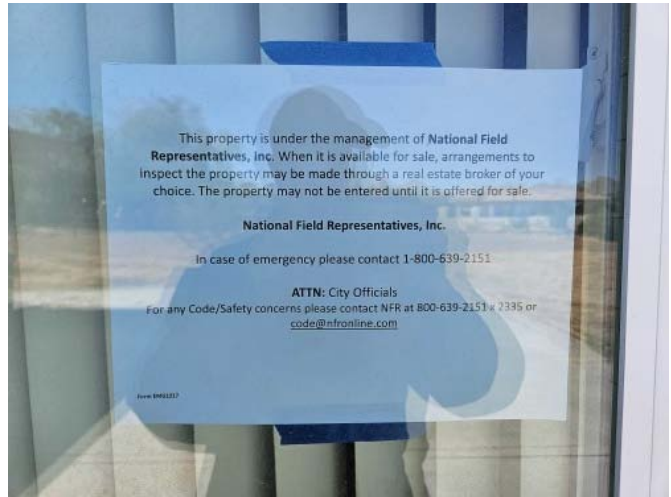 This property is under the management of National Field
Representatives, Inc. When it is available for sale, arrangements to
inspect the property may be made through a real estate broker of your
choice. The property may not be entered until it is offered for sale.
National Field Representatives, Inc.
In case of emergency please contact 1-800-639-2151
ATTN: City Officials
For any Code/Safety concerns please contact NFR at 800-639-2151 x 2335 or
code@nfronline.com
Form